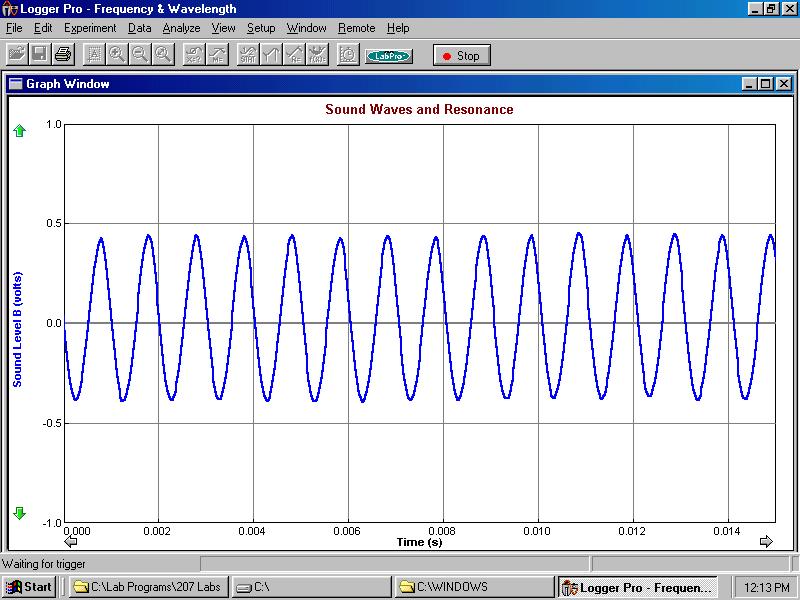 Logger Pro - Frequency & Wavelength
File Edit Experiment Data Analyze View Setup Window Remote Help
LabPro Stop
Graph Window
Sound Waves and Resonance
1.0
0.5
0.0
-0.5
-1.0
Sound Level B (volts)
0.000 0.002 0.004 0.006 0.008 0.010 0.012 0.014
Time (s)
Waiting for trigger
Start C:\Lab Programs\207 Labs C:\ C:\WINDOWS Logger Pro - Frequen... 12:13 PM